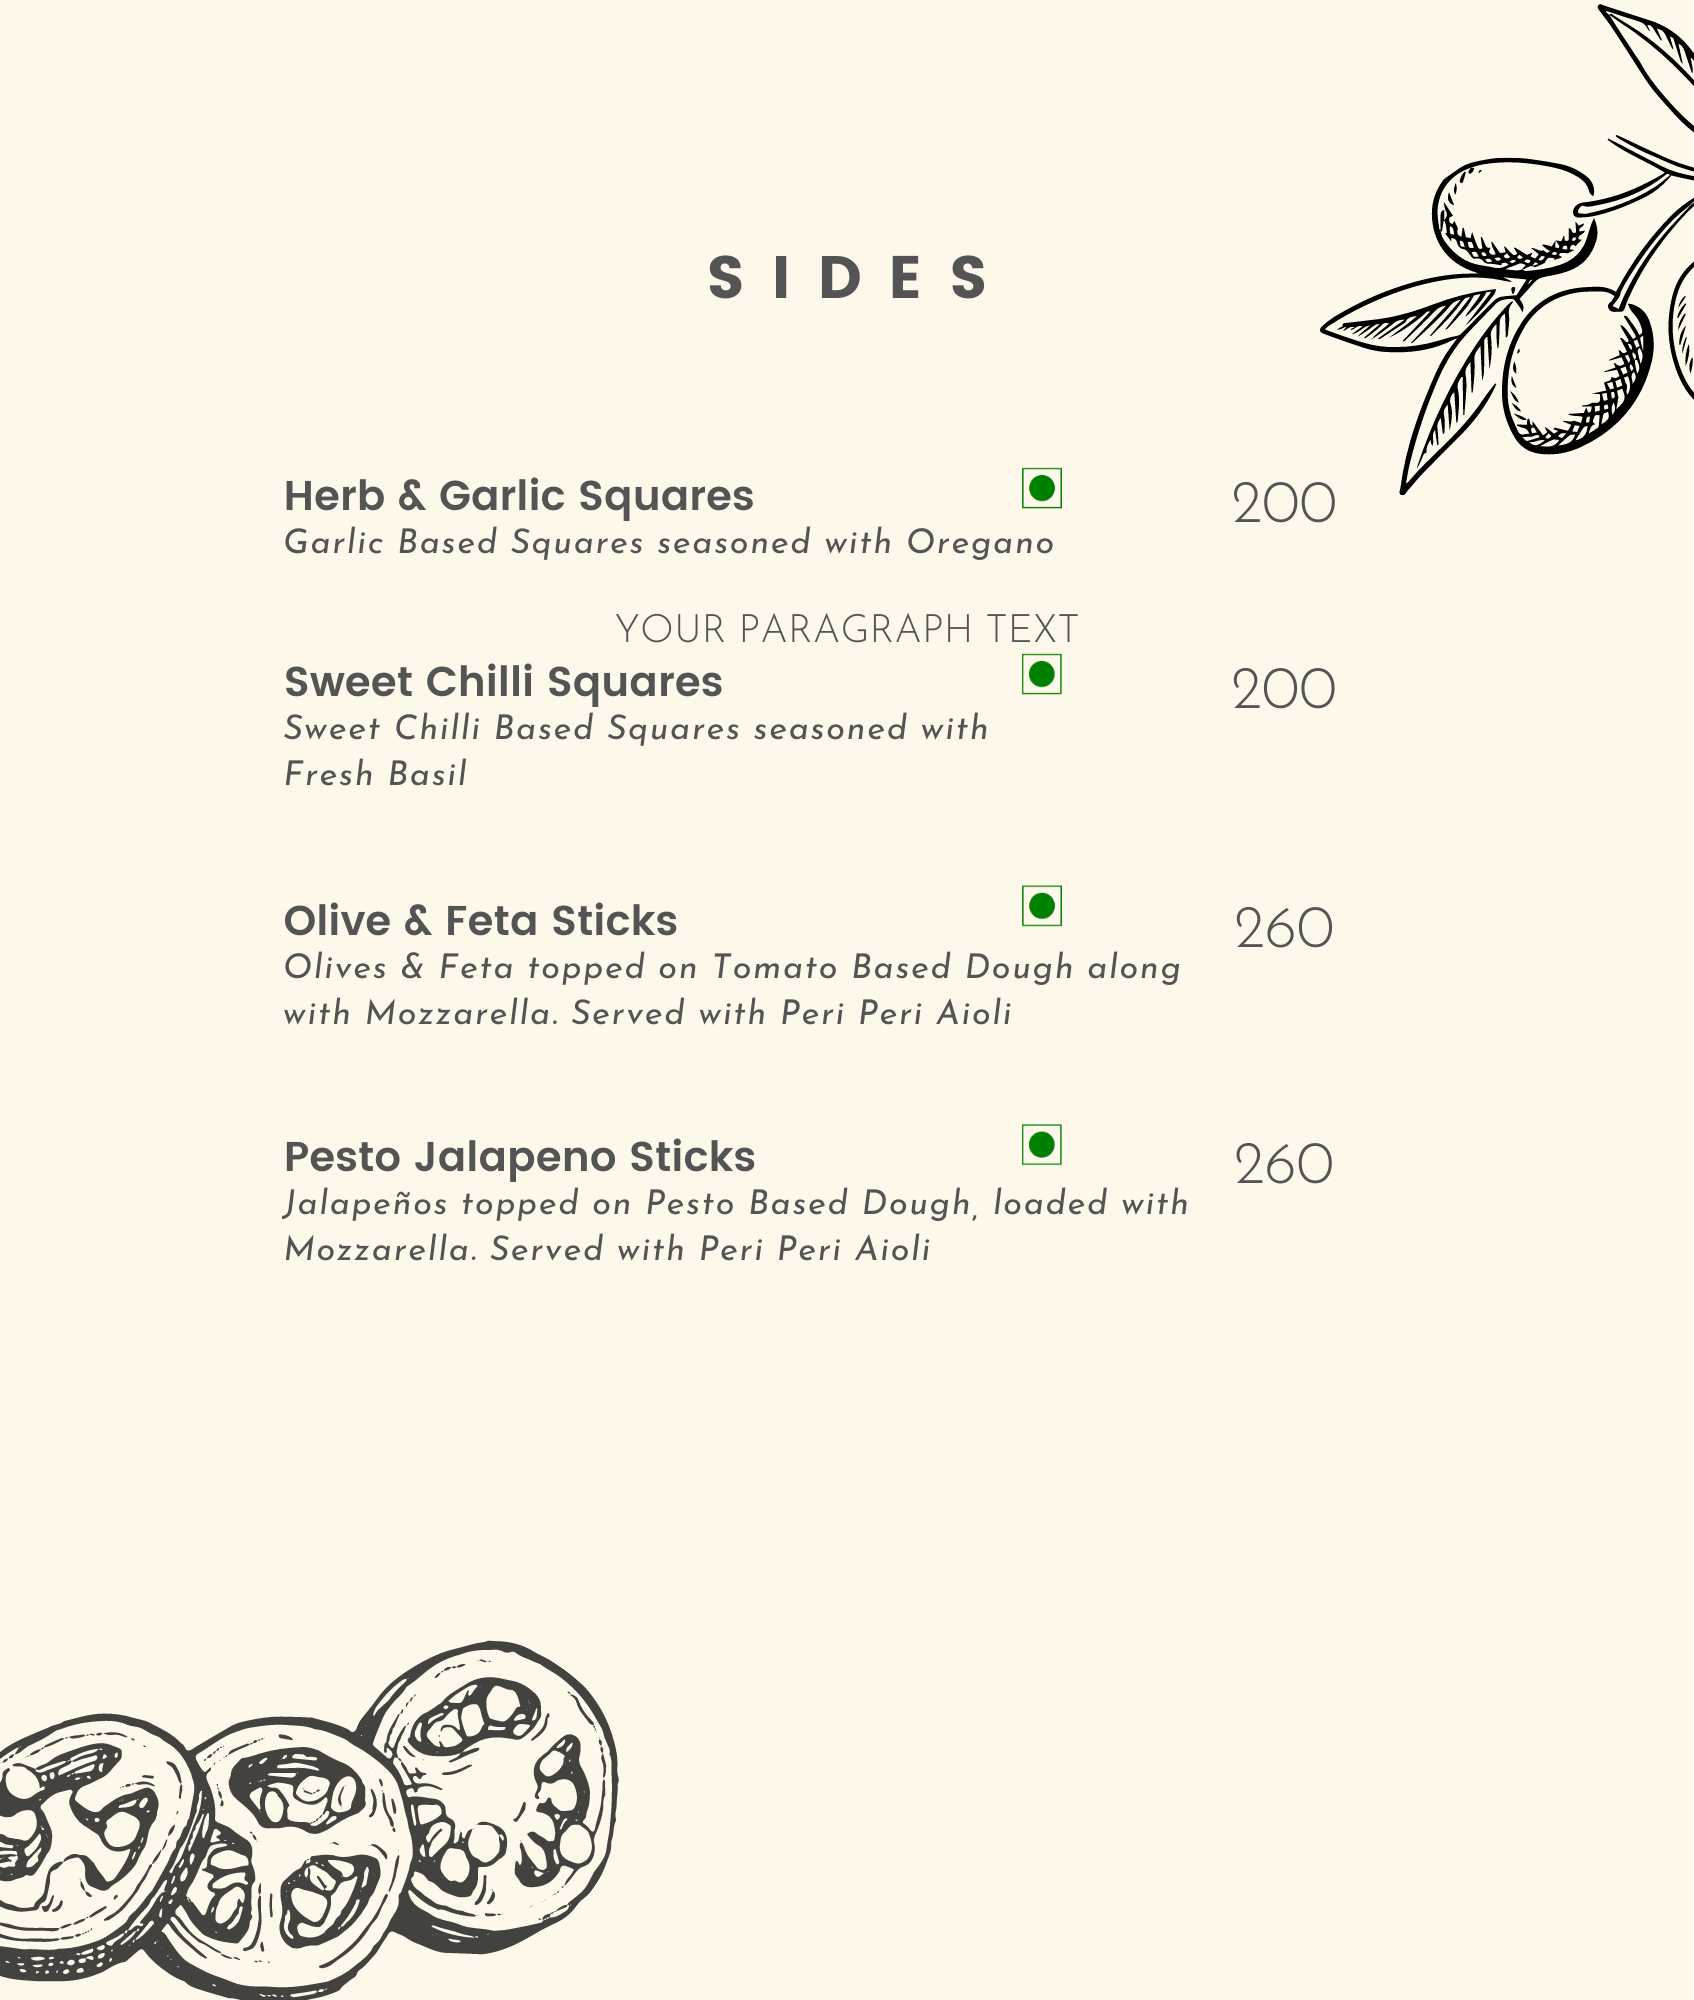 SIDES
Herb & Garlic Squares 200
Garlic Based Squares seasoned with Oregano
YOUR PARAGRAPH TEXT
Sweet Chilli Squares 200
Sweet Chilli Based Squares seasoned with
Fresh Basil
Olive & Feta Sticks 260
Olives & Feta topped on Tomato Based Dough along
with Mozzarella. Served with Peri Peri Aioli
Pesto Jalapeno Sticks 260
Jalapeños topped on Pesto Based Dough, loaded with
Mozzarella. Served with Peri Peri Aioli